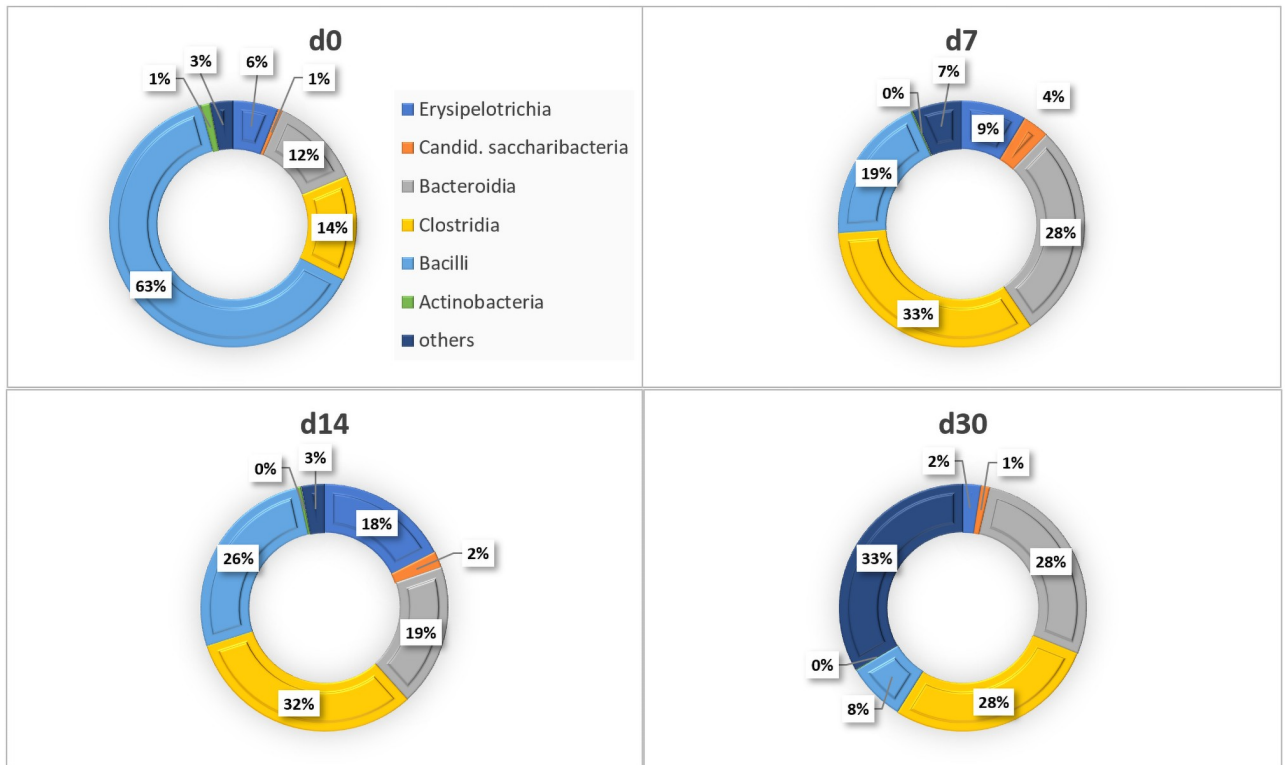 d0
1%
3%
6%
1%
12%
14%
63%
Erysipelotrichia
Candid. saccharibacteria
Bacteroidia
Clostridia
Bacilli
Actinobacteria
others
d7
0%
7%
9%
4%
28%
33%
19%
d14
0%
3%
18%
2%
19%
32%
26%
d30
2%
1%
28%
28%
8%
0%
33%